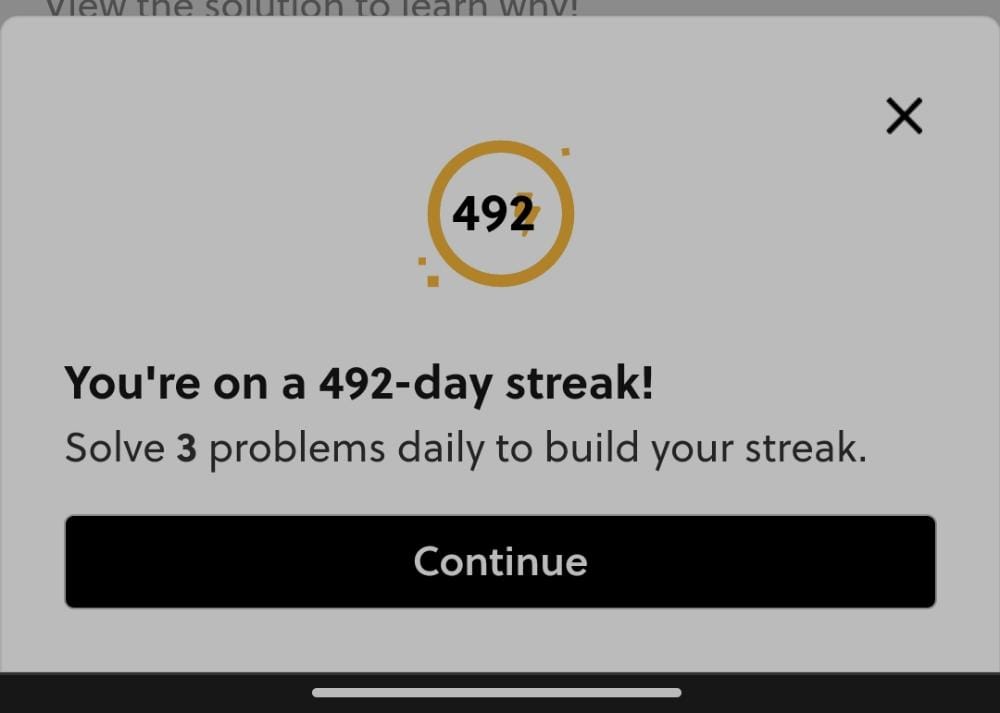 View the solution to learn why!
492
You're on a 492-day streak!
Solve 3 problems daily to build your streak.
Continue